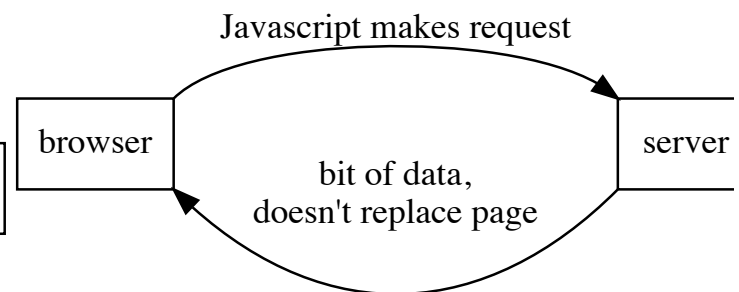 Javascript makes request
browser
server
bit of data,
doesn't replace page